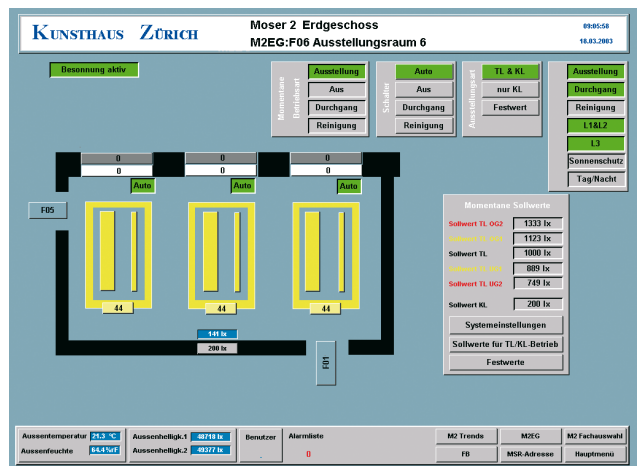 KUNSTHAUS ZÜRICH
Moser 2 Erdgeschoss
M2EG:F06 Ausstellungsraum 6
09:05:58
18.03.2003
Besonnung aktiv
Momentane Betriebsart
Ausstellung
Aus
Durchgang
Reinigung
Schalter
Auto
Aus
Durchgang
Reinigung
Ausstellungsart
TL & KL
nur KL
Festwert
Ausstellung
Durchgang
Reinigung
L1&L2
L3
Sonnenschutz
Tag/Nacht
0 0 0
0 0 0
Auto Auto Auto
F05
44 44 44
141 lx
200 lx
F01
Momentane Sollwerte
Sollwert TL OG2 1333 lx
1123 lx
Sollwert TL 1000 lx
889 lx
Sollwert TL UG2 749 lx
Sollwert KL 200 lx
Systemeinstellungen
Sollwerte für TL/KL-Betrieb
Festwerte
Aussentemperatur 21.3 °C
Aussenfeuchte 64.4 %rF
Aussenhelligk.1 48718 lx
Aussenhelligk.2 49377 lx
Benutzer
.
Alarmliste
0
M2 Trends M2EG M2 Fachauswahl
FB MSR-Adresse Hauptmenü